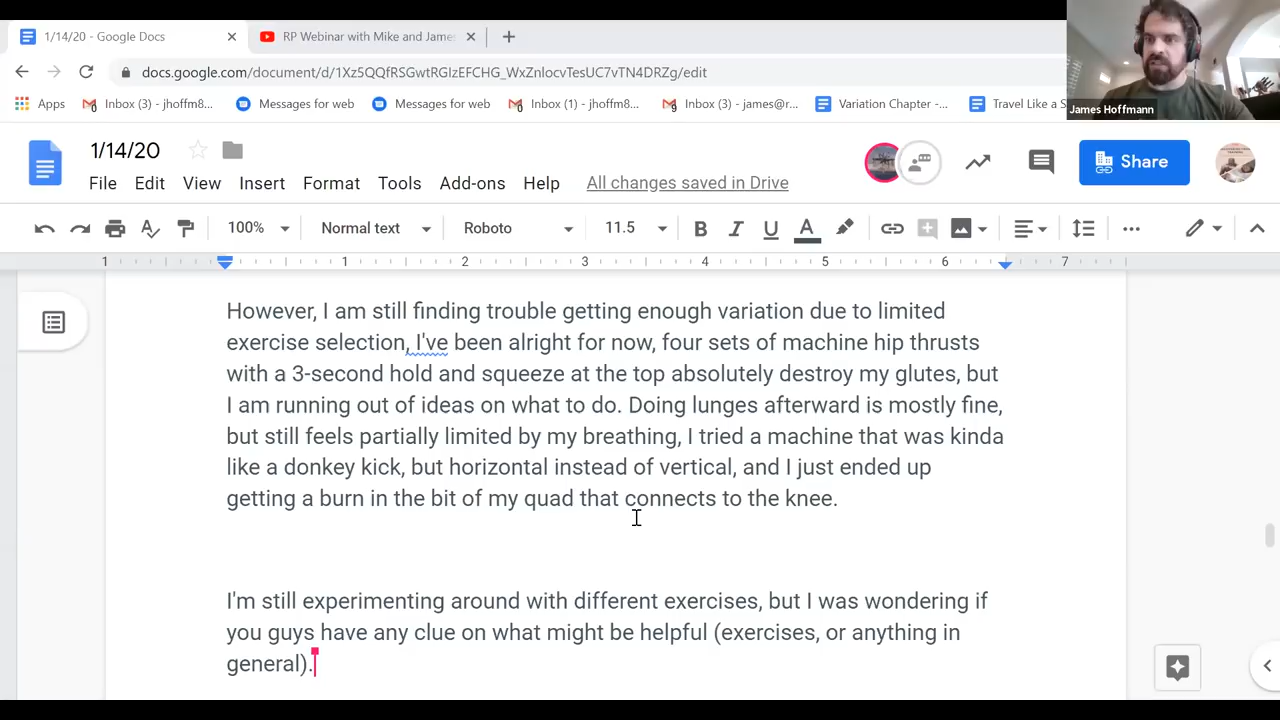 1/14/20 - Google Docs
RP Webinar with Mike and James
docs.google.com/document/d/1Xz5QQfRSGwtRGIzEFCHG_WxZnlocvTesUC7vTN4DRZg/edit
Apps
Inbox (3) - jhoffm8...
Messages for web
Messages for web
Inbox (1) - jhoffm8...
Inbox (2) - james@r...
Variation Chapter -...
Travel Like a
James Hoffmann
1/14/20
Share
File Edit View Insert Format Tools Add-ons Help All changes saved in Drive
100% Normal text Roboto 11.5 B I U A
1 1 2 3 4 5 6 7
However, I am still finding trouble getting enough variation due to limited
exercise selection, I've been alright for now, four sets of machine hip thrusts
with a 3-second hold and squeeze at the top absolutely destroy my glutes, but
I am running out of ideas on what to do. Doing lunges afterward is mostly fine,
but still feels partially limited by my breathing, I tried a machine that was kinda
like a donkey kick, but horizontal instead of vertical, and I just ended up
getting a burn in the bit of my quad that connects to the knee.
I'm still experimenting around with different exercises, but I was wondering if
you guys have any clue on what might be helpful (exercises, or anything in
general).